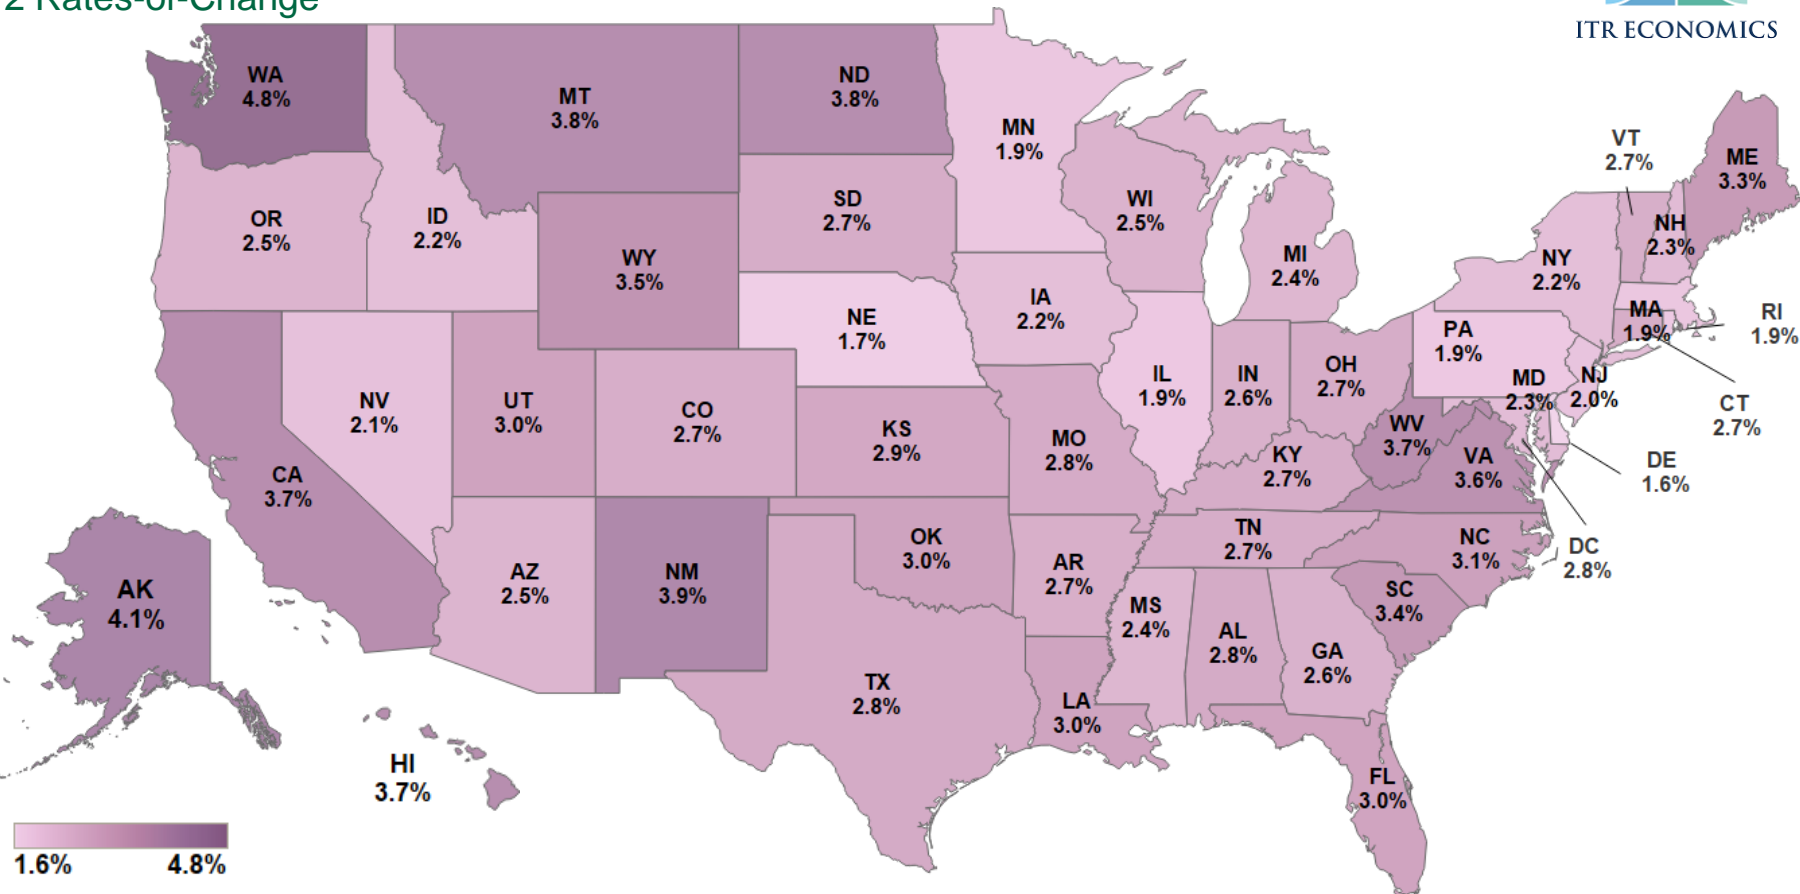 2 Rates-of-Change
ITR ECONOMICS
WA
4.8%
MT
3.8%
ND
3.8%
MN
1.9%
VT
2.7%
ME
3.3%
OR
2.5%
ID
2.2%
WY
3.5%
SD
2.7%
WI
2.5%
MI
2.4%
NY
2.2%
NH
2.3%
NE
1.7%
IA
2.2%
MA
1.9%
RI
1.9%
PA
1.9%
NV
2.1%
UT
3.0%
CO
2.7%
KS
2.9%
MO
2.8%
IL
1.9%
IN
2.6%
OH
2.7%
MD
2.3%
NJ
2.0%
CT
2.7%
CA
3.7%
KY
2.7%
WV
3.7%
VA
3.6%
DE
1.6%
AK
4.1%
AZ
2.5%
NM
3.9%
OK
3.0%
AR
2.7%
TN
2.7%
NC
3.1%
DC
2.8%
MS
2.4%
AL
2.8%
GA
2.6%
SC
3.4%
TX
2.8%
LA
3.0%
HI
3.7%
FL
3.0%
1.6% 4.8%